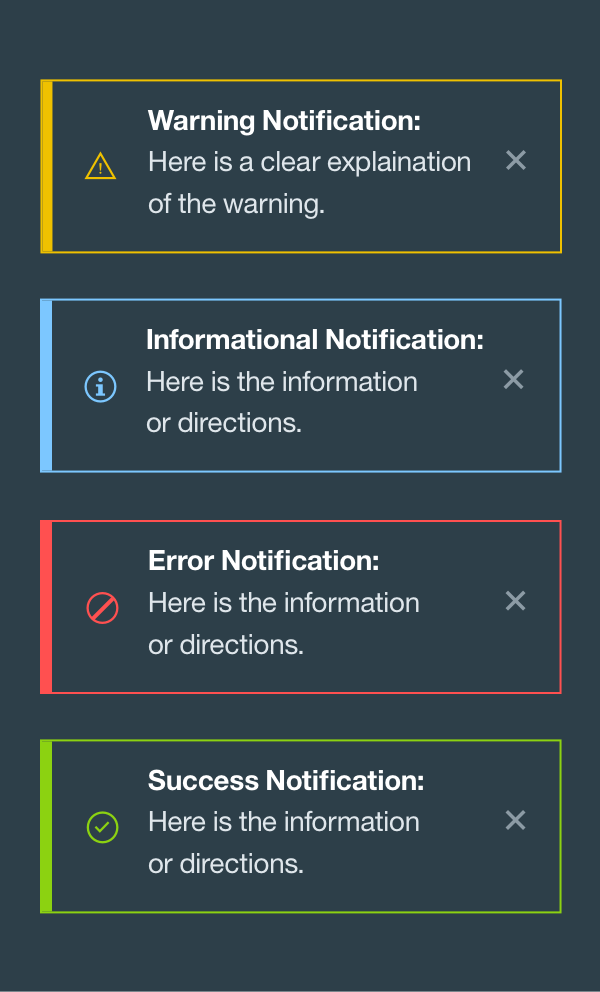 Warning Notification:
Here is a clear explaination
of the warning.
Informational Notification:
Here is the information
or directions.
Error Notification:
Here is the information
or directions.
Success Notification:
Here is the information
or directions.